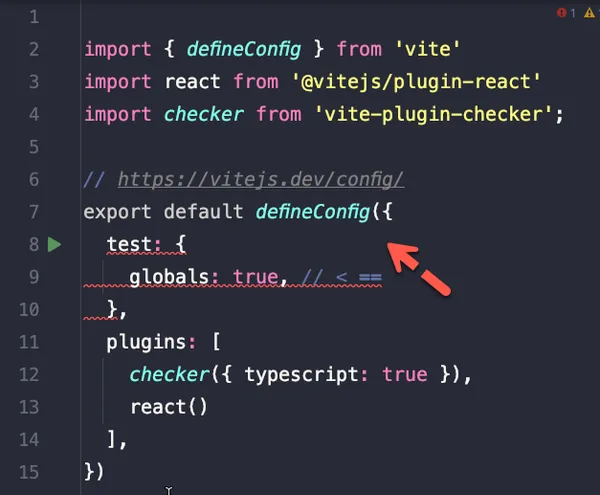 1
1
2 import { defineConfig } from 'vite'
3 import react from '@vitejs/plugin-react'
4 import checker from 'vite-plugin-checker';
5
6 // https://vitejs.dev/config/
7 export default defineConfig({
8 test: {
9 globals: true, // < ==
10 },
11 plugins: [
12 checker({ typescript: true }),
13 react()
14 ],
15 })